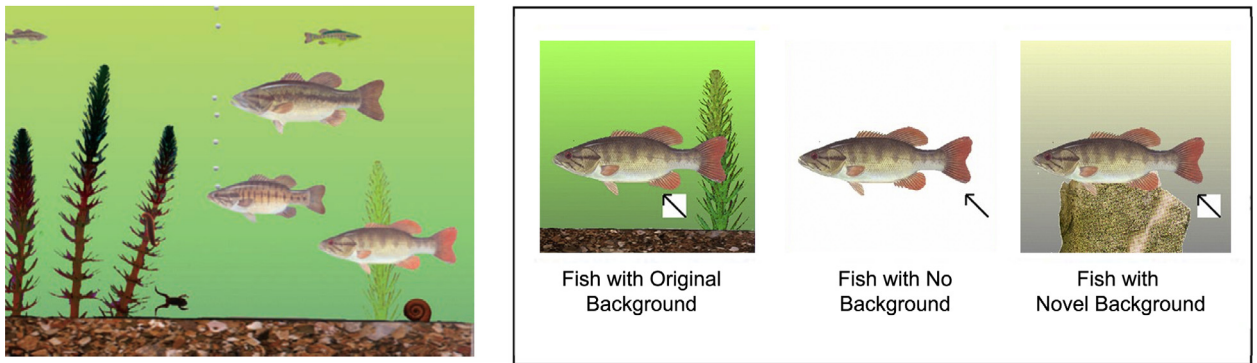 Fish with Original
Background
Fish with No
Background
Fish with
Novel Background